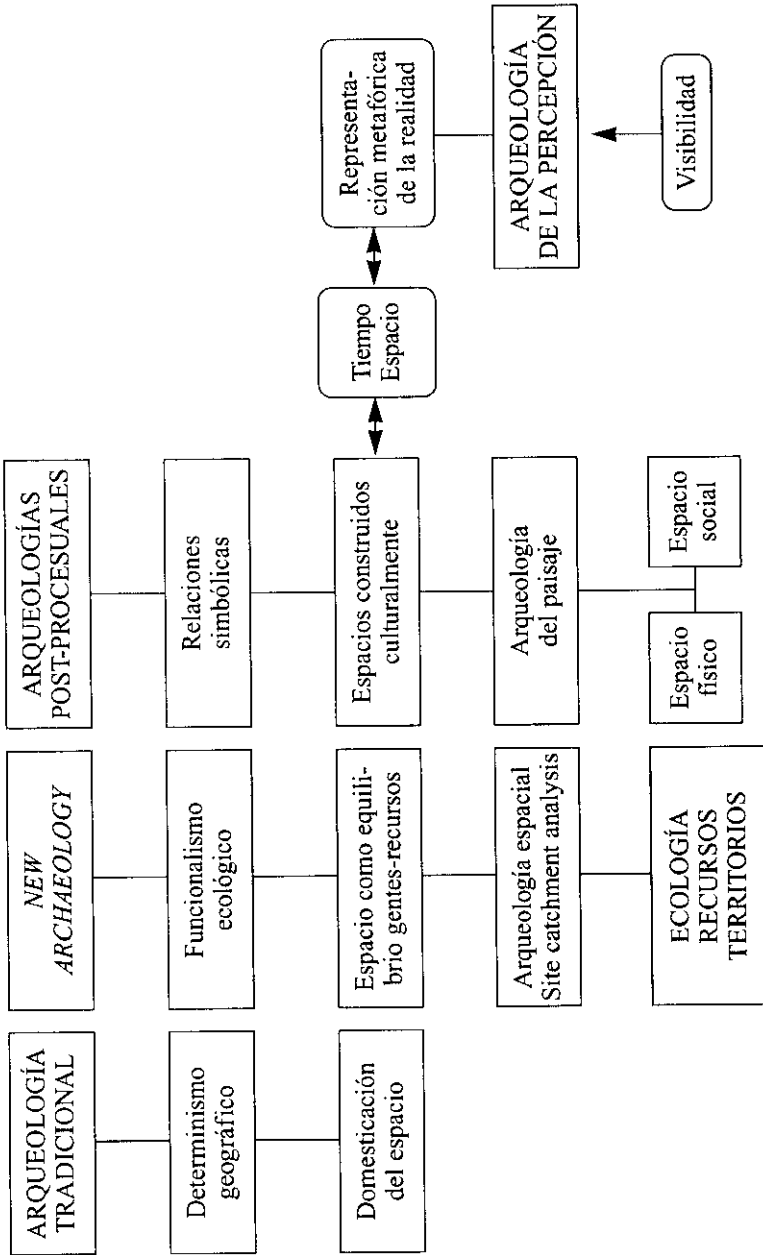 ARQUEOLOGÍA
TRADICIONAL
Determinismo
geográfico
Domesticación
del espacio
NEW
ARCHAEOLOGY
Funcionalismo
ecológico
Espacio como equili-
brio gentes-recursos
Arqueología espacial
Site catchment analysis
ECOLOGÍA
RECURSOS
TERRITORIOS
ARQUEOLOGÍAS
POST-PROCESUALES
Relaciones
simbólicas
Espacios construidos
culturalmente
Arqueología
del paisaje
Espacio
físico
Espacio
social
Tiempo
Espacio
Representa-
ción metafórica
de la realidad
ARQUEOLOGÍA
DE LA PERCEPCIÓN
Visibilidad